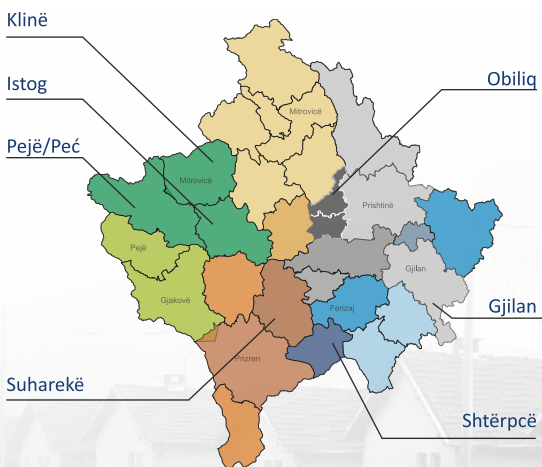 Klinë
Istog
Obiliq
Mitrovicë
Pejë/Peć
Mitrovicë
Prishtinë
Pejë
Gjilan
Gjakovë
Ferizaj
Gjilan
Prizren
Suharekë
Shtërpcë